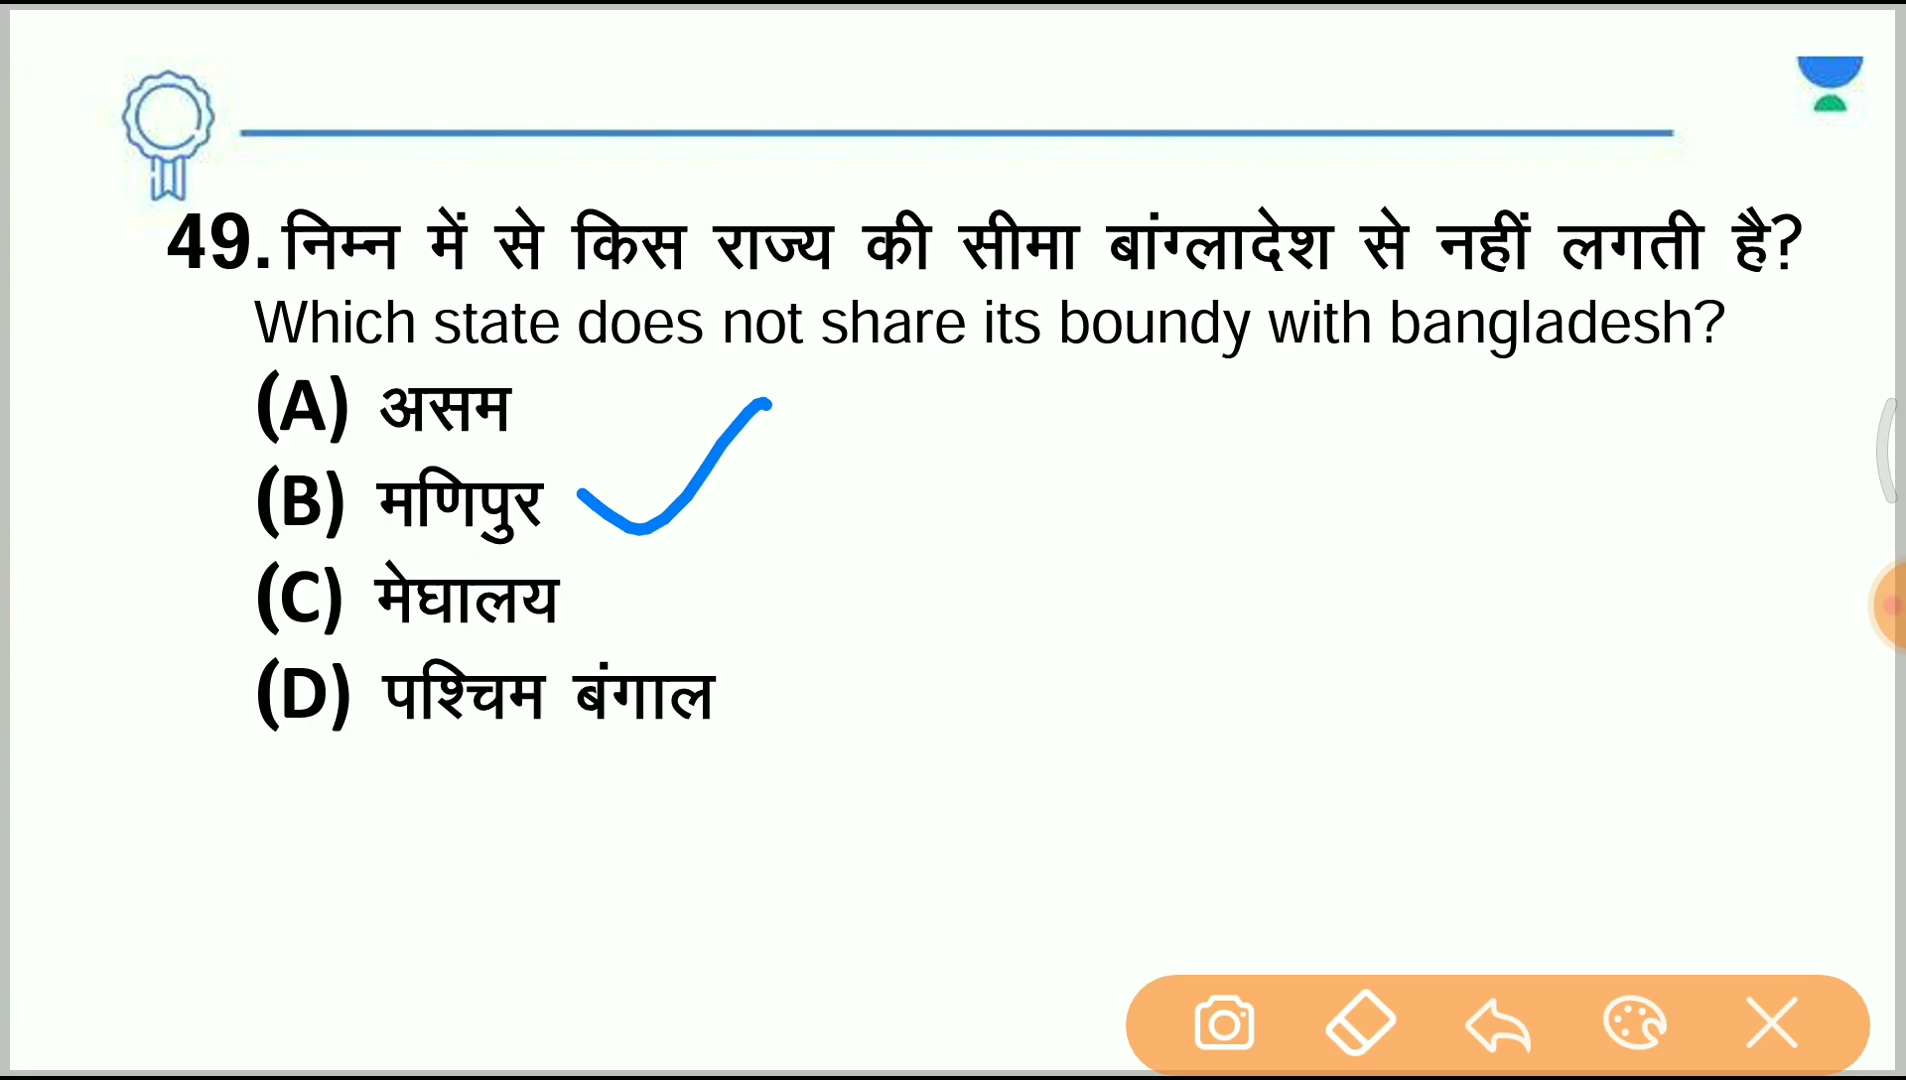 49. निम्न में से किस राज्य की सीमा बांग्लादेश से नहीं लगती है?
Which state does not share its boundy with bangladesh?
(A) असम
(B) मणिपुर
(C) मेघालय
(D) पश्चिम बंगाल